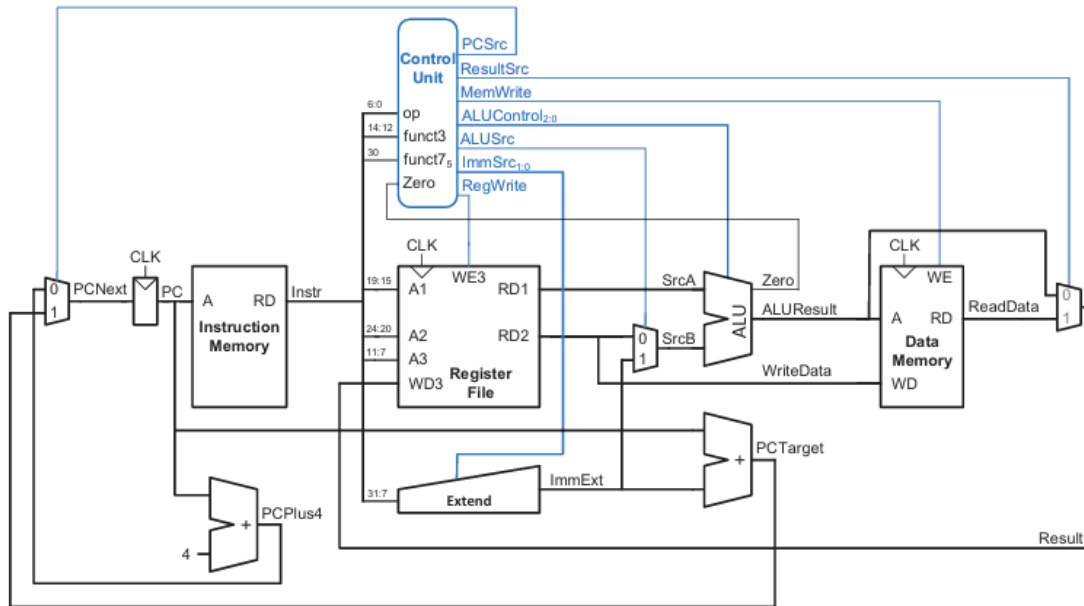 PCSrc
Control
Unit
ResultSrc
MemWrite
6:0
op
ALUControl2:0
14:12
funct3
ALUSrc
30
funct75
ImmSrc1:0
Zero
RegWrite
CLK
CLK
CLK
0
1
PCNext
PC
A
RD
Instr
Instruction
Memory
19:15
A1
WE3
RD1
SrcA
Zero
WE
24:20
A2
RD2
0
1
SrcB
ALU
ALUResult
A
RD
ReadData
0
1
11:7
A3
Register
File
WD3
WriteData
Data
Memory
WD
+
PCTarget
31:7
Extend
ImmExt
+
PCPlus4
4
Result